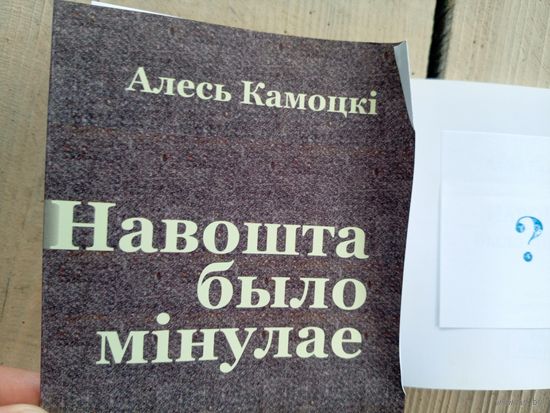 Алесь Камоцкі
Навошта
было
мінулае
?